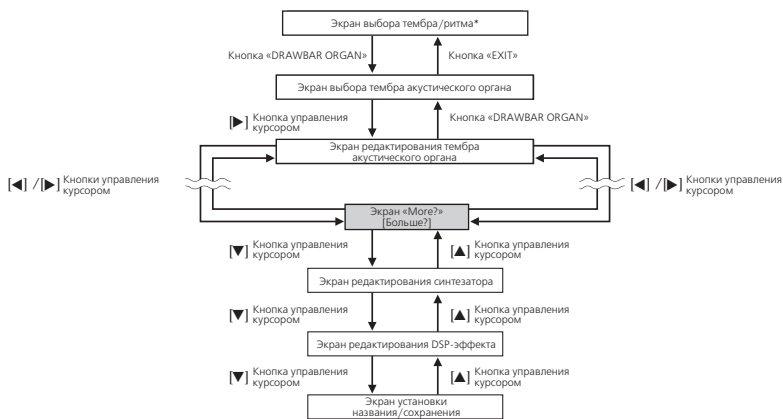 Экран выбора тембра/ритма*
Кнопка «DRAWBAR ORGAN»
Кнопка «EXIT»
Экран выбора тембра акустического органа
[▶] Кнопка управления
курсором
Кнопка «DRAWBAR ORGAN»
Экран редактирования тембра
акустического органа
[◀] / [▶] Кнопки управления
курсором
[◀] / [▶] Кнопки управления
курсором
Экран «More?»
[Больше?]
[▼] Кнопка управления
курсором
[▲] Кнопка управления
курсором
Экран редактирования синтезатора
[▼] Кнопка управления
курсором
[▲] Кнопка управления
курсором
Экран редактирования DSP-эффекта
[▼] Кнопка управления
курсором
[▲] Кнопка управления
курсором
Экран установки
названия/сохранения